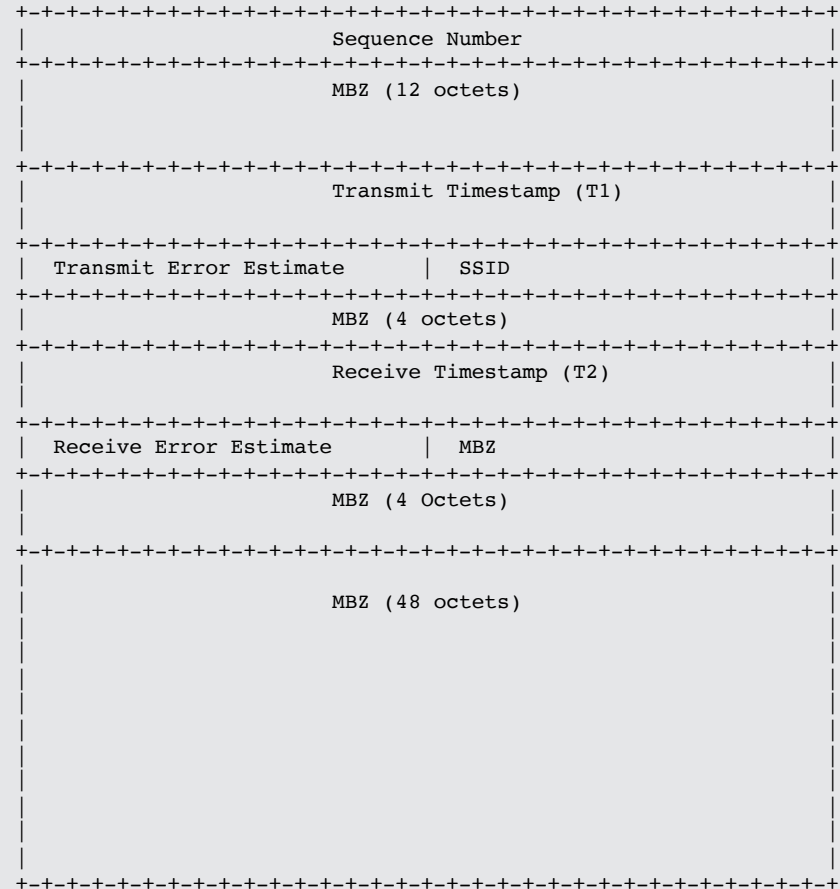 +-+-+-+-+-+-+-+-+-+-+-+-+-+-+-+-+-+-+-+-+-+-+-+-+-+-+-+-+-+-+-+-+
| Sequence Number |
+-+-+-+-+-+-+-+-+-+-+-+-+-+-+-+-+-+-+-+-+-+-+-+-+-+-+-+-+-+-+-+-+
| MBZ (12 octets) |
| |
| |
+-+-+-+-+-+-+-+-+-+-+-+-+-+-+-+-+-+-+-+-+-+-+-+-+-+-+-+-+-+-+-+-+
| Transmit Timestamp (T1) |
| |
+-+-+-+-+-+-+-+-+-+-+-+-+-+-+-+-+-+-+-+-+-+-+-+-+-+-+-+-+-+-+-+-+
| Transmit Error Estimate | SSID |
+-+-+-+-+-+-+-+-+-+-+-+-+-+-+-+-+-+-+-+-+-+-+-+-+-+-+-+-+-+-+-+-+
| MBZ (4 octets) |
+-+-+-+-+-+-+-+-+-+-+-+-+-+-+-+-+-+-+-+-+-+-+-+-+-+-+-+-+-+-+-+-+
| Receive Timestamp (T2) |
| |
+-+-+-+-+-+-+-+-+-+-+-+-+-+-+-+-+-+-+-+-+-+-+-+-+-+-+-+-+-+-+-+-+
| Receive Error Estimate | MBZ |
+-+-+-+-+-+-+-+-+-+-+-+-+-+-+-+-+-+-+-+-+-+-+-+-+-+-+-+-+-+-+-+-+
| MBZ (4 Octets) |
| |
+-+-+-+-+-+-+-+-+-+-+-+-+-+-+-+-+-+-+-+-+-+-+-+-+-+-+-+-+-+-+-+-+
| |
| MBZ (48 octets) |
| |
| |
| |
| |
| |
| |
| |
| |
| |
| |
+-+-+-+-+-+-+-+-+-+-+-+-+-+-+-+-+-+-+-+-+-+-+-+-+-+-+-+-+-+-+-+-+